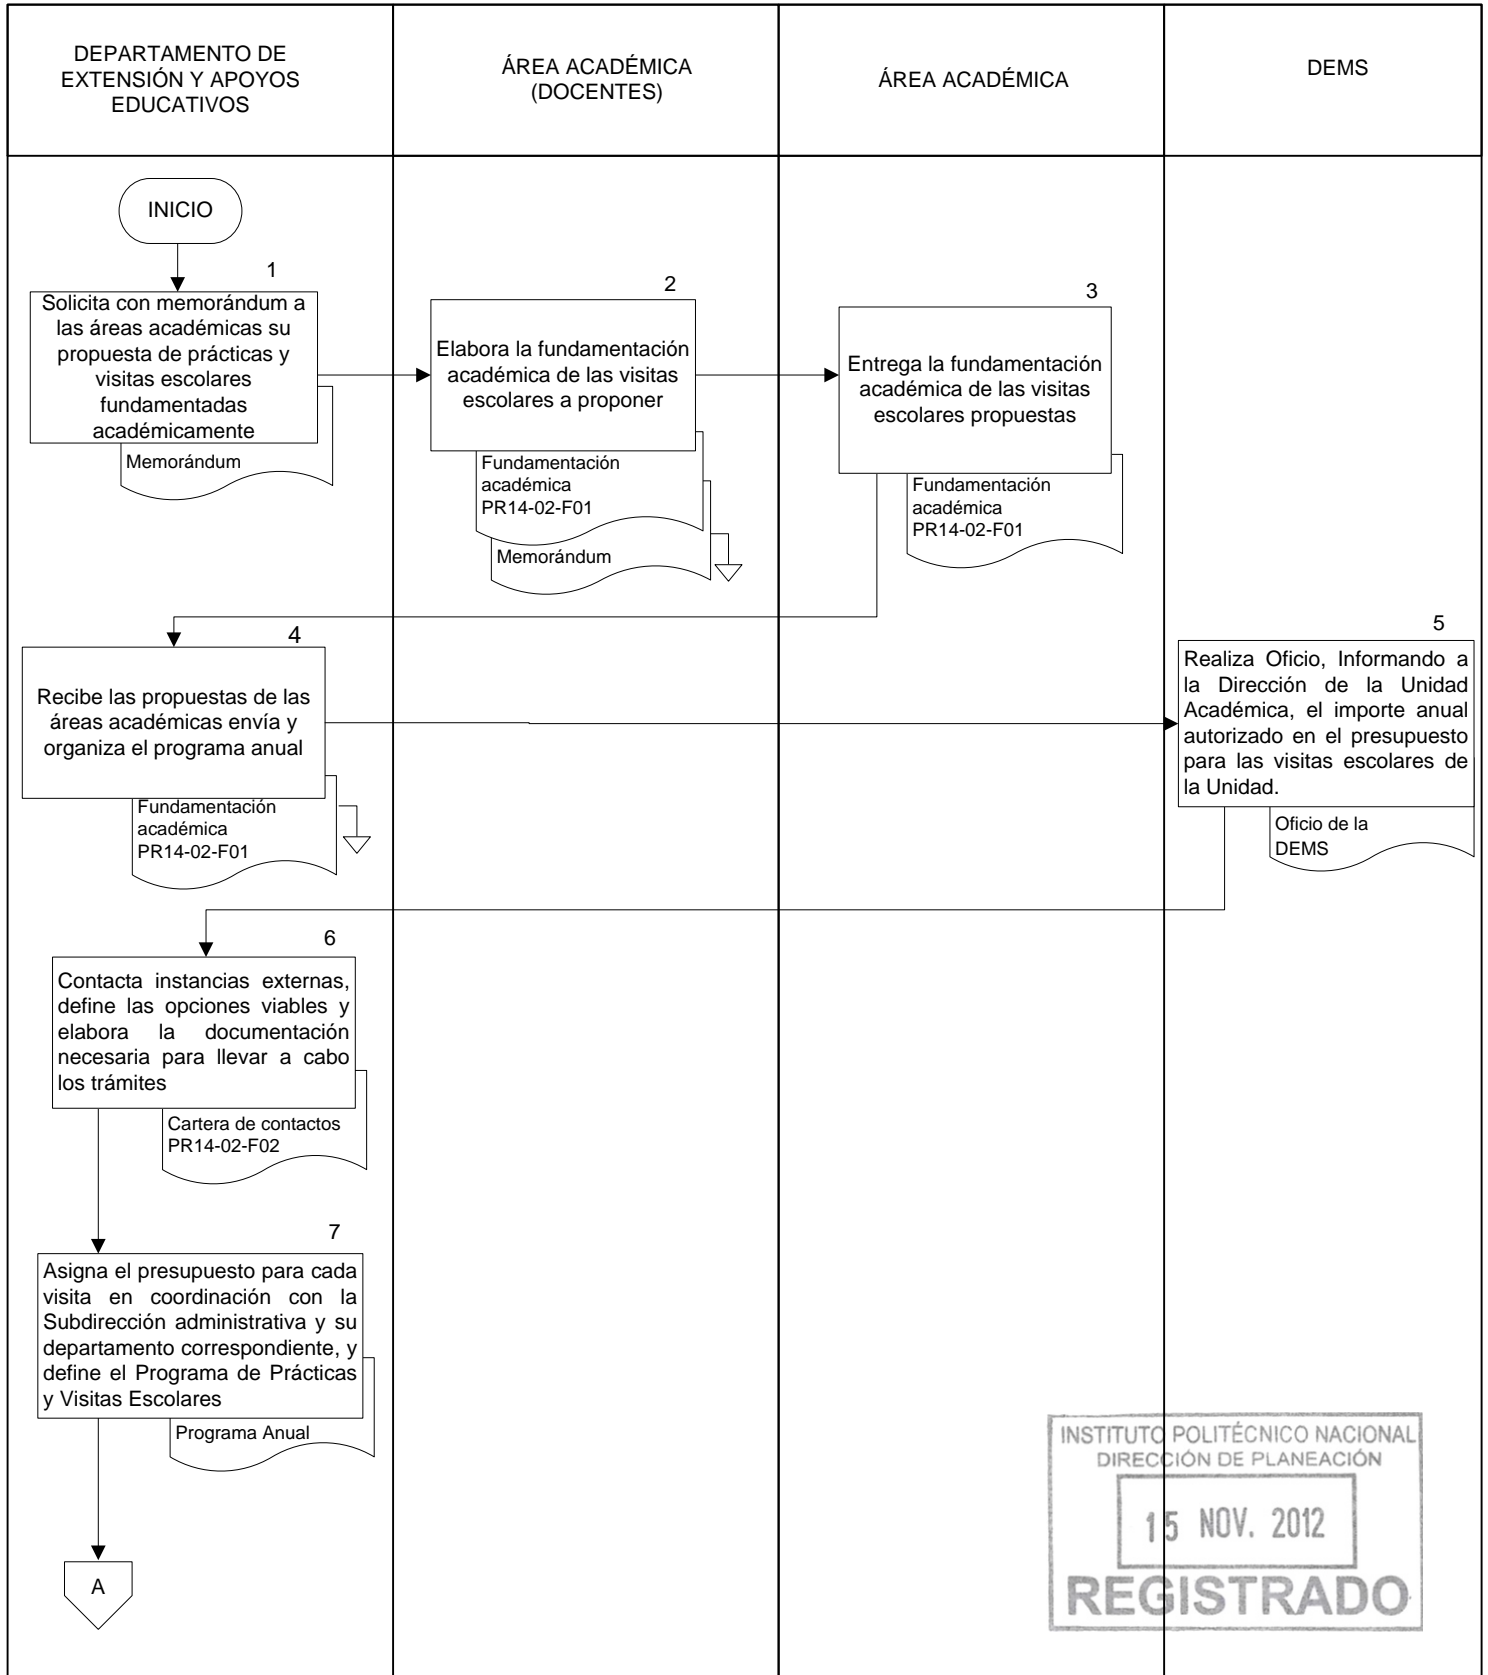 DEPARTAMENTO DE
EXTENSIÓN Y APOYOS
EDUCATIVOS
ÁREA ACADÉMICA
(DOCENTES)
ÁREA ACADÉMICA
DEMS
INICIO
1
Solicita con memorándum a
las áreas académicas su
propuesta de prácticas y
visitas escolares
fundamentadas
académicamente
Memorándum
2
Elabora la fundamentación
académica de las visitas
escolares a proponer
Fundamentación
académica
PR14-02-F01
Memorándum
3
Entrega la fundamentación
académica de las visitas
escolares propuestas
Fundamentación
académica
PR14-02-F01
4
Recibe las propuestas de las
áreas académicas envía y
organiza el programa anual
Fundamentación
académica
PR14-02-F01
5
Realiza Oficio, Informando a
la Dirección de la Unidad
Académica, el importe anual
autorizado en el presupuesto
para las visitas escolares de
la Unidad.
Oficio de la
DEMS
6
Contacta instancias externas,
define las opciones viables y
elabora la documentación
necesaria para llevar a cabo
los trámites
Cartera de contactos
PR14-02-F02
7
Asigna el presupuesto para cada
visita en coordinación con la
Subdirección administrativa y su
departamento correspondiente, y
define el Programa de Prácticas
y Visitas Escolares
Programa Anual
A
INSTITUTO POLITÉCNICO NACIONAL
DIRECCIÓN DE PLANEACIÓN
15 NOV. 2012
REGISTRADO